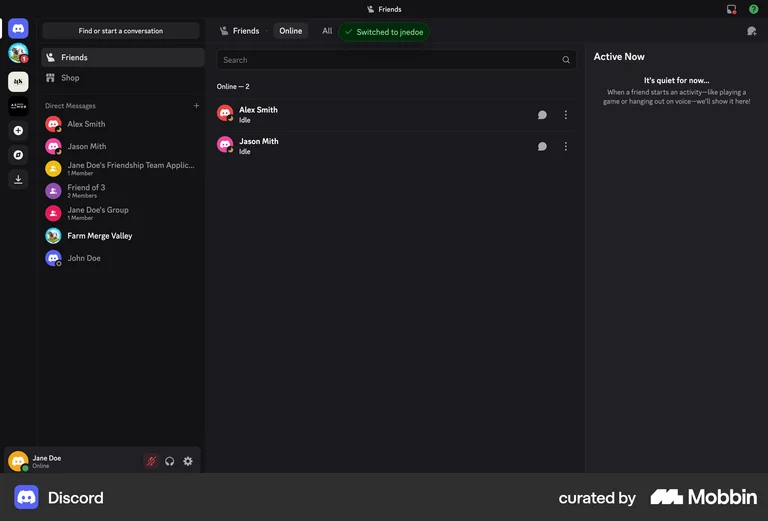 Friends
Find or start a conversation
Friends
Online
All
Switched to jnedoe
Search
Active Now
It's quiet for now...
When a friend starts an activity—like playing a
game or hanging out on voice—we'll show it here!
Friends
Shop
Direct Messages
Alex Smith
Jason Mith
Jane Doe's Friendship Team Applic...
1 Member
Friend of 3
2 Members
Jane Doe's Group
1 Member
Farm Merge Valley
John Doe
Online — 2
Alex Smith
Idle
Jason Mith
Idle
1
Jane Doe
Online
Discord
curated by
Mobbin